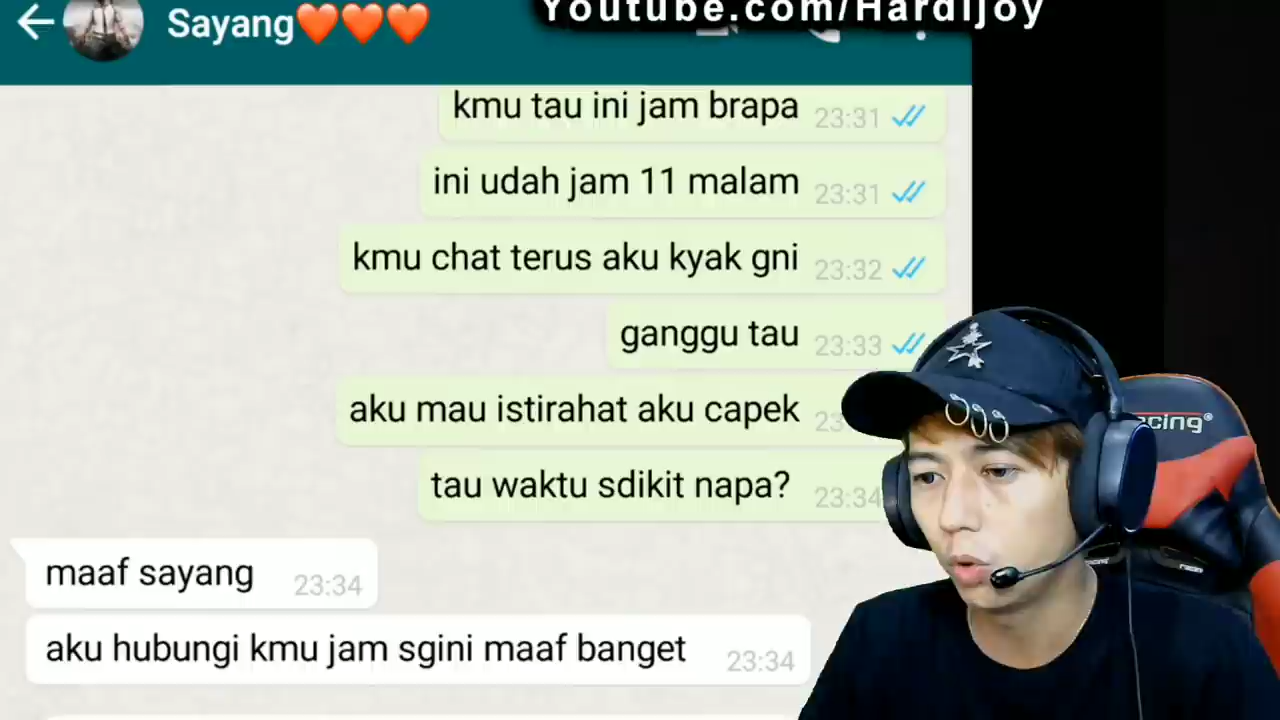 Youtube.com/Hardijoy
Sayang
kmu tau ini jam brapa 23:31
ini udah jam 11 malam 23:31
kmu chat terus aku kyak gni 23:32
ganggu tau 23:33
aku mau istirahat aku capek 23
tau waktu sdikit napa? 23:34
maaf sayang 23:34
aku hubungi kmu jam sgini maaf banget 23:34